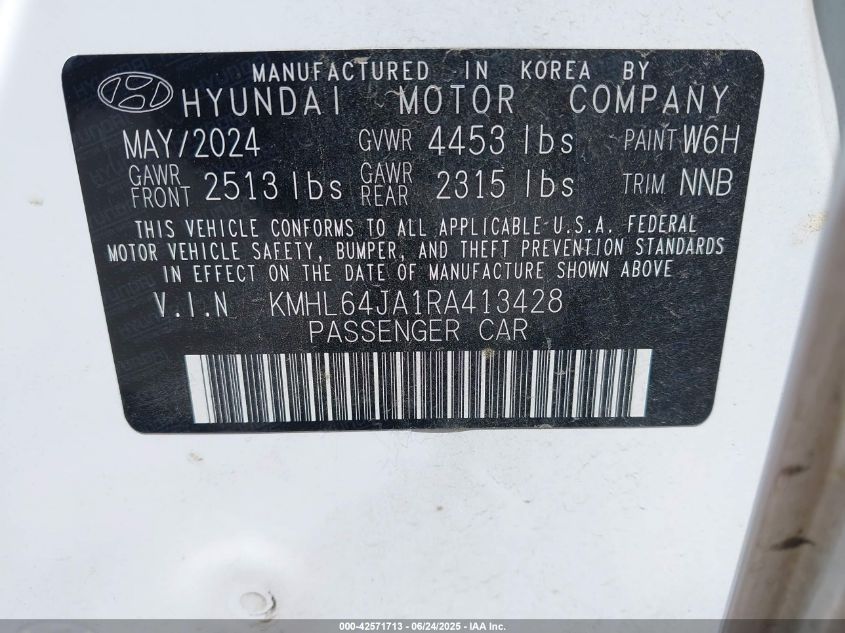 MANUFACTURED IN KOREA BY
HYUNDAI MOTOR COMPANY
MAY/2024 GVWR 4453 lbs PAINT W6H
GAWR FRONT 2513 lbs GAWR REAR 2315 lbs TRIM NNB
THIS VEHICLE CONFORMS TO ALL APPLICABLE U.S.A. FEDERAL
MOTOR VEHICLE SAFETY, BUMPER, AND THEFT PREVENTION STANDARDS
IN EFFECT ON THE DATE OF MANUFACTURE SHOWN ABOVE
V.I.N KMHL64JA1RA413428
PASSENGER CAR
000-42571713 - 06/24/2025 - IAA Inc.